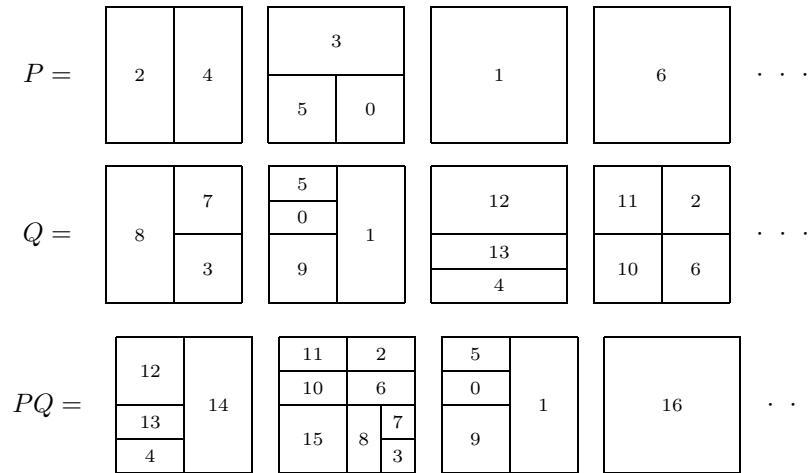 P = 2 4 3 5 0 1 6 · · ·
Q = 8 7 3 5 0 9 1 12 13 4 11 2 10 6 · · ·
PQ = 12 13 4 14 11 2 10 6 15 8 7 3 5 0 9 1 16 · ·